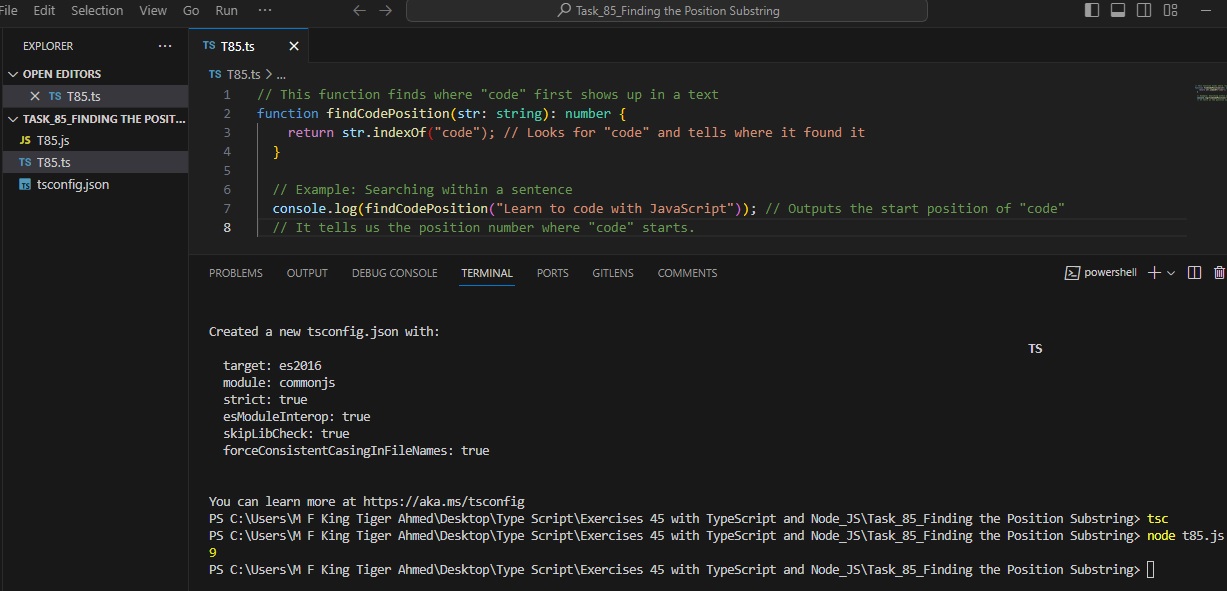 File Edit Selection View Go Run ···
Task_85_Finding the Position Substring
EXPLORER ···
OPEN EDITORS
TS T85.ts
TASK_85_FINDING THE POSIT...
JS T85.js
TS T85.ts
TS tsconfig.json
TS T85.ts
TS T85.ts > ...
1 // This function finds where "code" first shows up in a text
2 function findCodePosition(str: string): number {
3 return str.indexOf("code"); // Looks for "code" and tells where it found it
4 }
5
6 // Example: Searching within a sentence
7 console.log(findCodePosition("Learn to code with JavaScript")); // Outputs the start position of "code"
8 // It tells us the position number where "code" starts.
PROBLEMS OUTPUT DEBUG CONSOLE TERMINAL PORTS GITLENS COMMENTS
powershell
Created a new tsconfig.json with:
TS
target: es2016
module: commonjs
strict: true
esModuleInterop: true
skipLibCheck: true
forceConsistentCasingInFileNames: true
You can learn more at https://aka.ms/tsconfig
PS C:\Users\M F King Tiger Ahmed\Desktop\Type Script\Exercises 45 with TypeScript and Node_JS\Task_85_Finding the Position Substring> tsc
PS C:\Users\M F King Tiger Ahmed\Desktop\Type Script\Exercises 45 with TypeScript and Node_JS\Task_85_Finding the Position Substring> node t85.js
9
PS C:\Users\M F King Tiger Ahmed\Desktop\Type Script\Exercises 45 with TypeScript and Node_JS\Task_85_Finding the Position Substring>